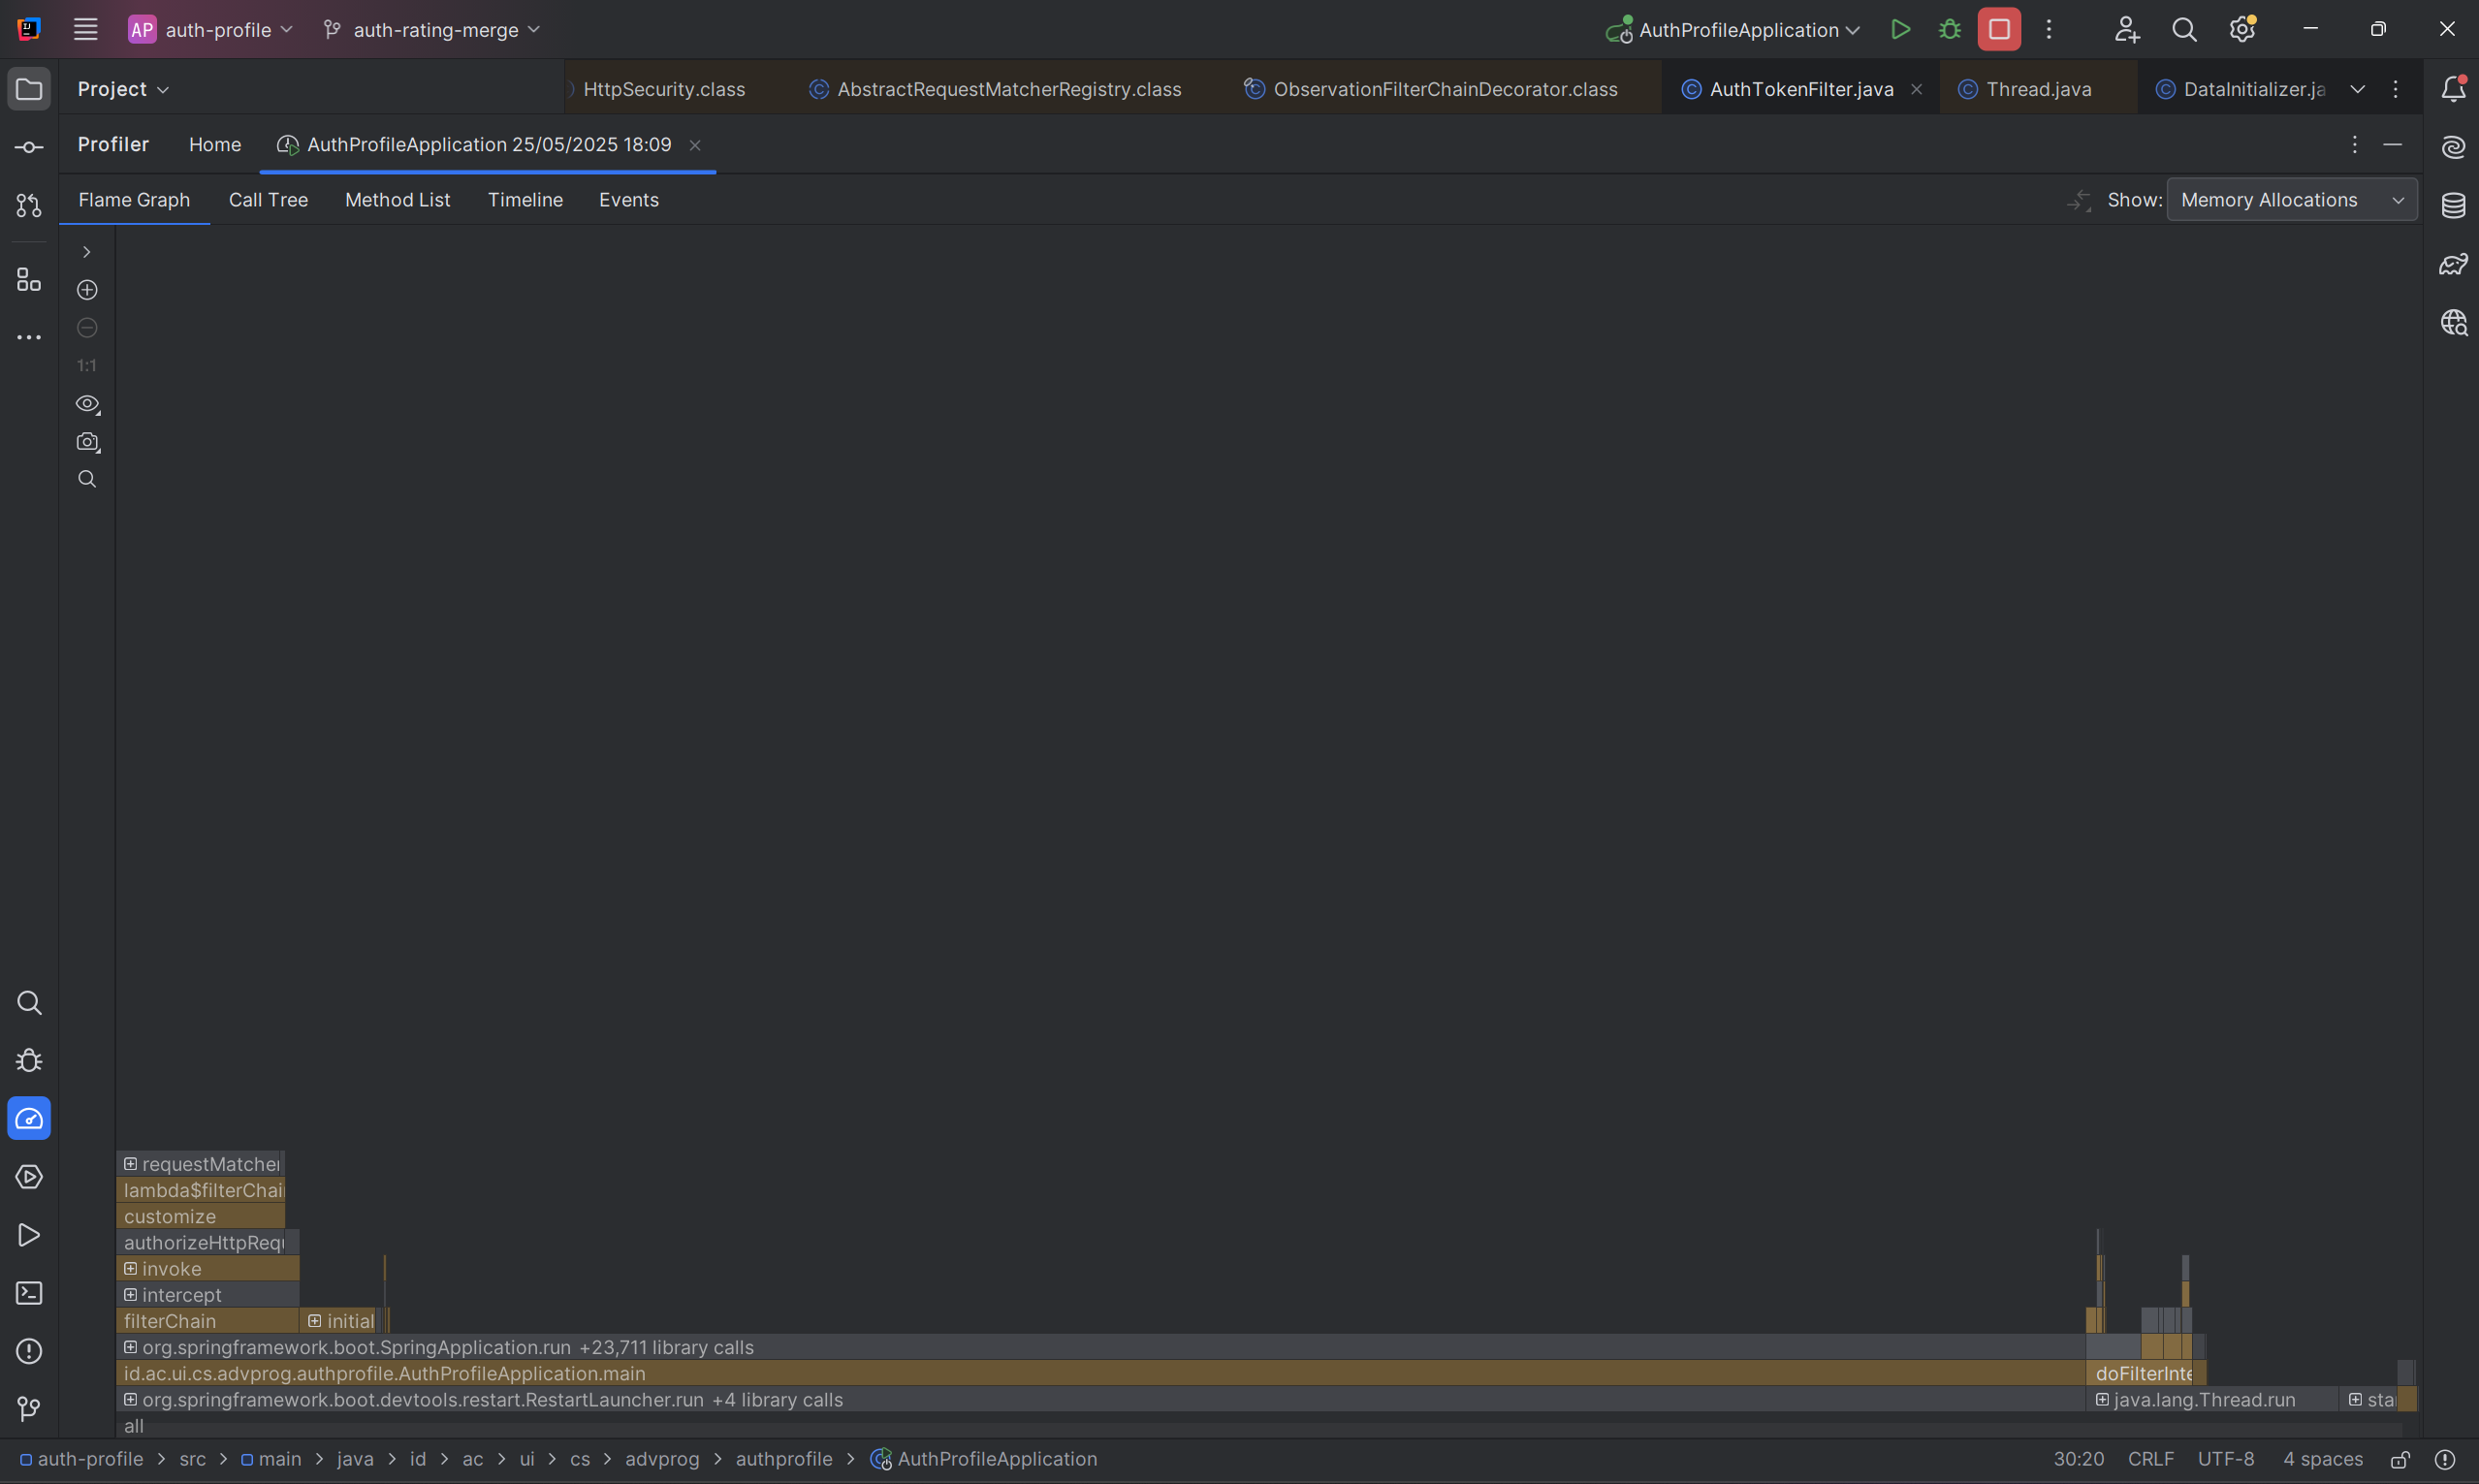 AP auth-profile auth-rating-merge AuthProfileApplication
Project HttpSecurity.class AbstractRequestMatcherRegistry.class ObservationFilterChainDecorator.class AuthTokenFilter.java Thread.java DataInitializer.ja
Profiler Home AuthProfileApplication 25/05/2025 18:09
Flame Graph Call Tree Method List Timeline Events Show: Memory Allocations
1:1
requestMatcher
lambda$filterChai
customize
authorizeHttpRequ
invoke
intercept
filterChain initial
org.springframework.boot.SpringApplication.run +23,711 library calls
id.ac.ui.cs.advprog.authprofile.AuthProfileApplication.main doFilterInte
org.springframework.boot.devtools.restart.RestartLauncher.run +4 library calls java.lang.Thread.run sta
all
auth-profile > src > main > java > id > ac > ui > cs > advprog > authprofile > AuthProfileApplication 30:20 CRLF UTF-8 4 spaces